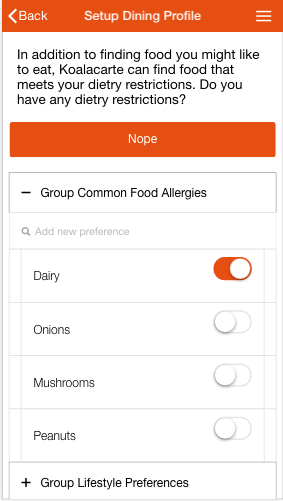 Back
Setup Dining Profile
In addition to finding food you might like
to eat, Koalacarte can find food that
meets your dietry restrictions. Do you
have any dietry restrictions?
Nope
− Group Common Food Allergies
Add new preference
Dairy
Onions
Mushrooms
Peanuts
+ Group Lifestyle Preferences